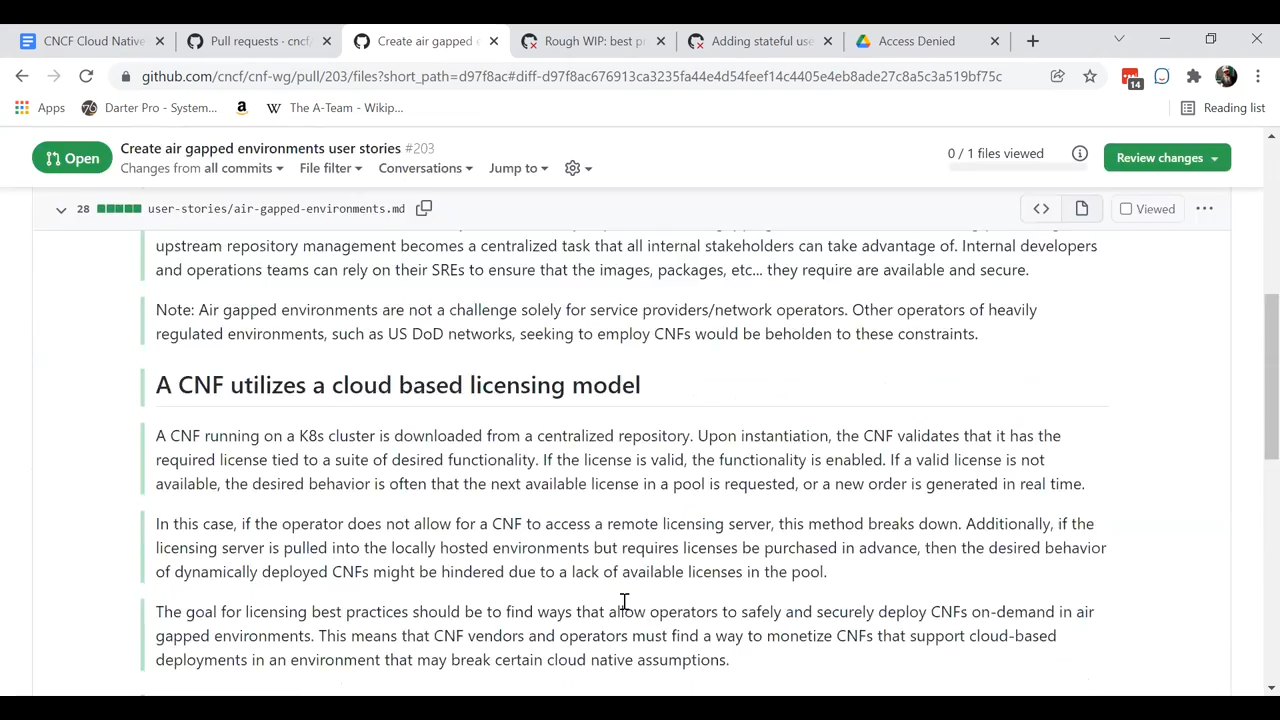 CNCF Cloud Native
Pull requests · cncf/
Create air gapped e
Rough WIP: best p
Adding stateful use
Access Denied
github.com/cncf/cnf-wg/pull/203/files?short_path=d97f8ac#diff-d97f8ac676913ca3235fa44e4d54feef14c4405e4eb8ade27c8a5c3a519bf75c
14
Apps
76
Darter Pro - System...
a
W
The A-Team - Wikip...
Reading list
Open
Create air gapped environments user stories #203
Changes from all commits
File filter
Conversations
Jump to
0 / 1 files viewed
Review changes
28
user-stories/air-gapped-environments.md
Viewed
upstream repository management becomes a centralized task that all internal stakeholders can take advantage of. Internal developers
and operations teams can rely on their SREs to ensure that the images, packages, etc... they require are available and secure.
Note: Air gapped environments are not a challenge solely for service providers/network operators. Other operators of heavily
regulated environments, such as US DoD networks, seeking to employ CNFs would be beholden to these constraints.
A CNF utilizes a cloud based licensing model
A CNF running on a K8s cluster is downloaded from a centralized repository. Upon instantiation, the CNF validates that it has the
required license tied to a suite of desired functionality. If the license is valid, the functionality is enabled. If a valid license is not
available, the desired behavior is often that the next available license in a pool is requested, or a new order is generated in real time.
In this case, if the operator does not allow for a CNF to access a remote licensing server, this method breaks down. Additionally, if the
licensing server is pulled into the locally hosted environments but requires licenses be purchased in advance, then the desired behavior
of dynamically deployed CNFs might be hindered due to a lack of available licenses in the pool.
The goal for licensing best practices should be to find ways that allow operators to safely and securely deploy CNFs on-demand in air
gapped environments. This means that CNF vendors and operators must find a way to monetize CNFs that support cloud-based
deployments in an environment that may break certain cloud native assumptions.